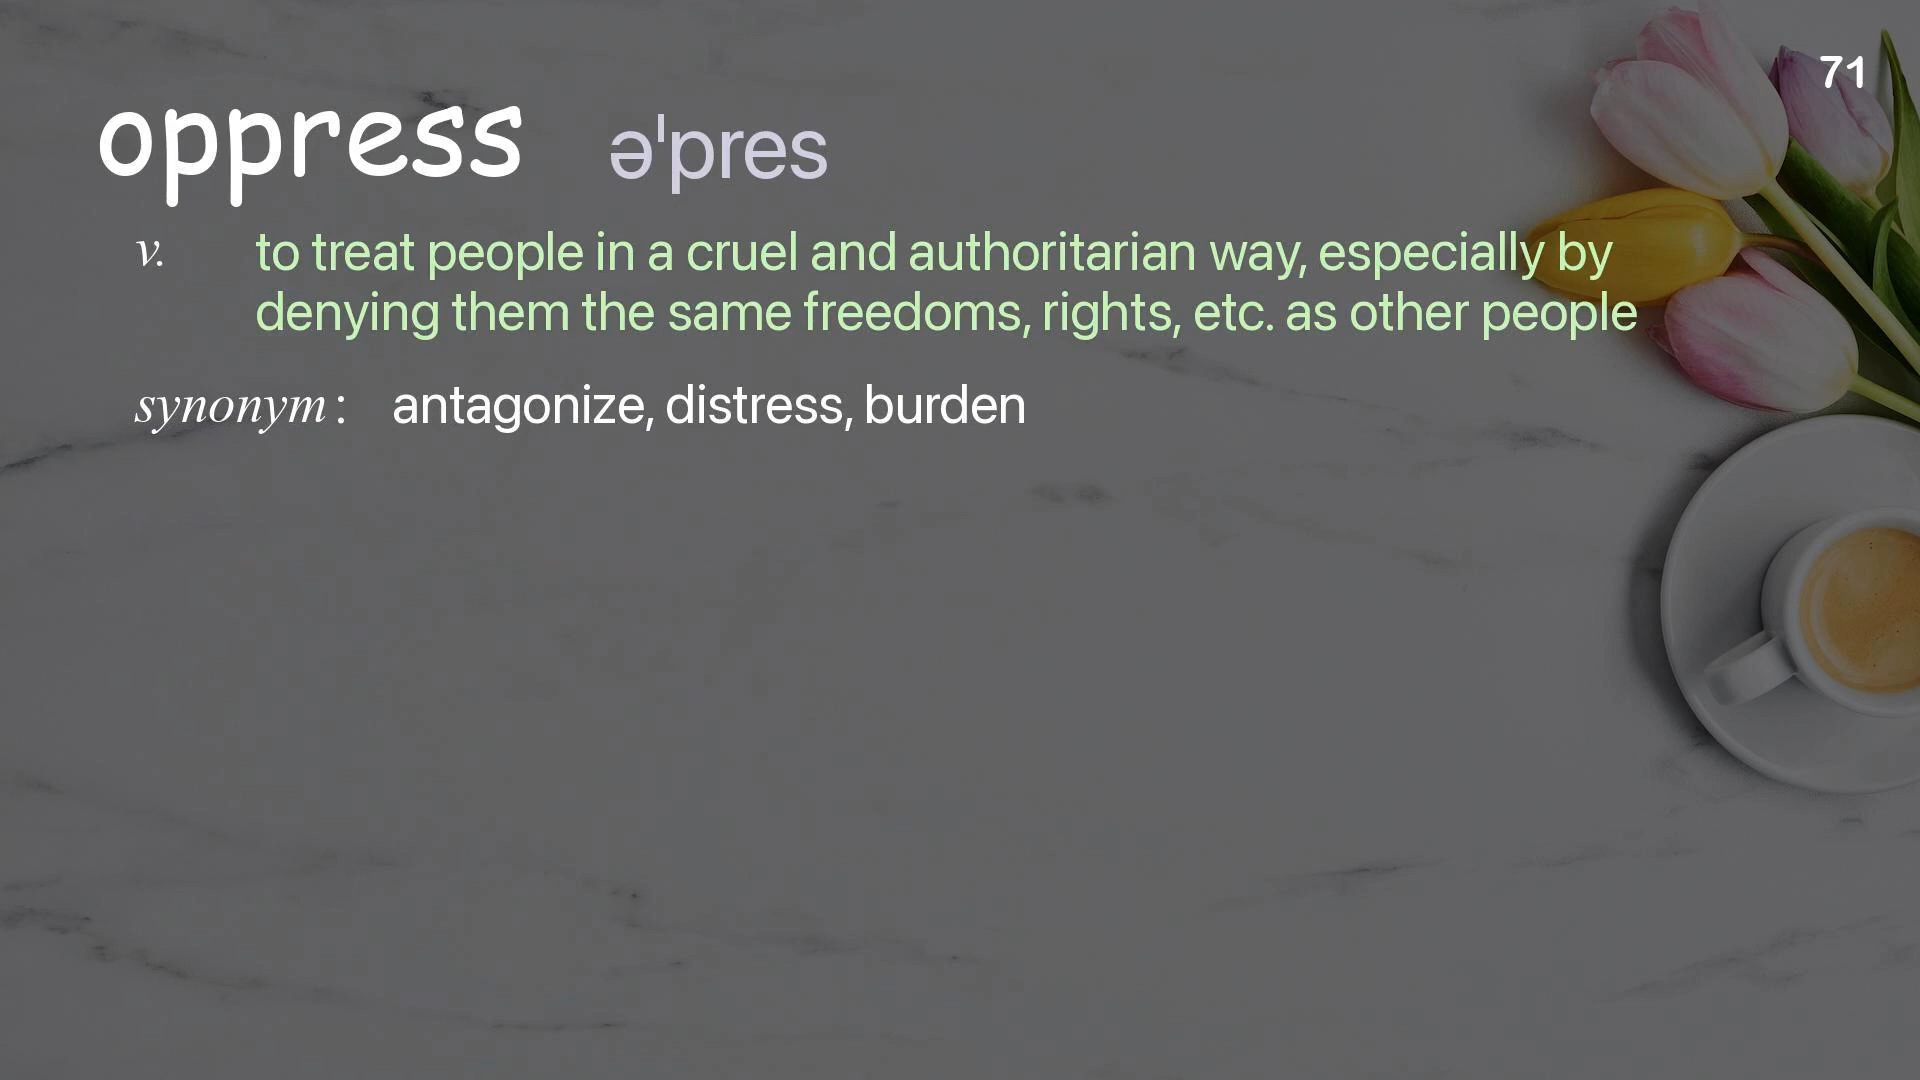 71
oppress əˈpres
v. to treat people in a cruel and authoritarian way, especially by
denying them the same freedoms, rights, etc. as other people
synonym: antagonize, distress, burden